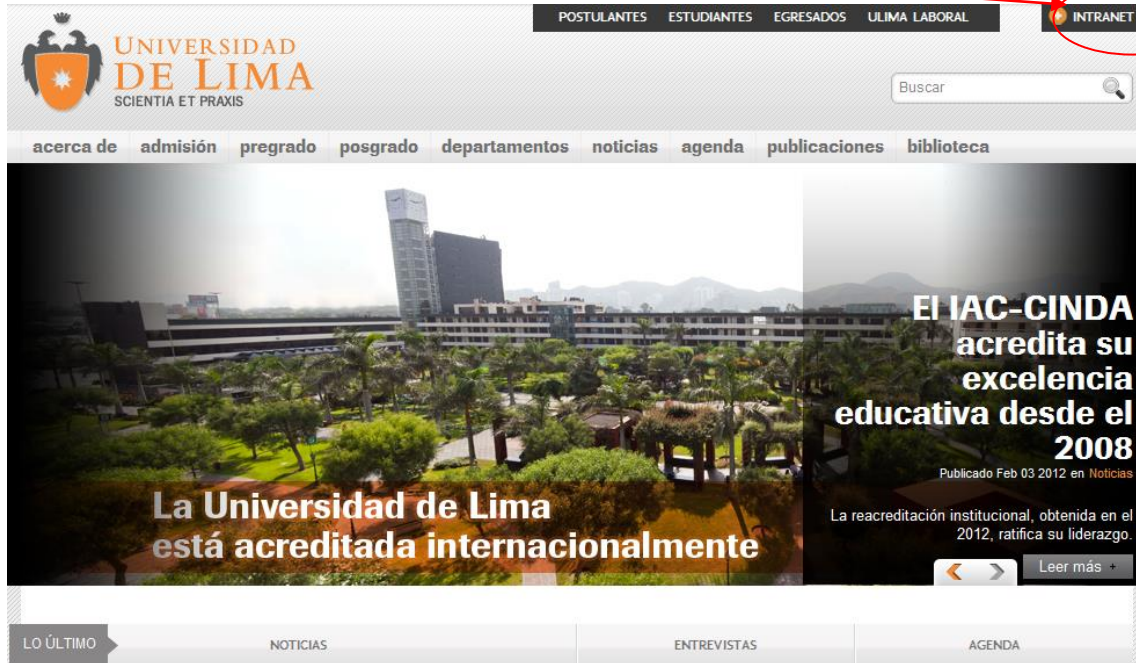 POSTULANTES ESTUDIANTES EGRESADOS ULIMA LABORAL INTRANET
UNIVERSIDAD
DE LIMA
SCIENTIA ET PRAXIS
Buscar
acerca de admisión pregrado posgrado departamentos noticias agenda publicaciones biblioteca
El IAC-CINDA
acredita su
excelencia
educativa desde el
2008
Publicado Feb 03 2012 en Noticias
La Universidad de Lima
está acreditada internacionalmente
La reacreditación institucional, obtenida en el
2012, ratifica su liderazgo.
Leer más +
LO ÚLTIMO NOTICIAS ENTREVISTAS AGENDA